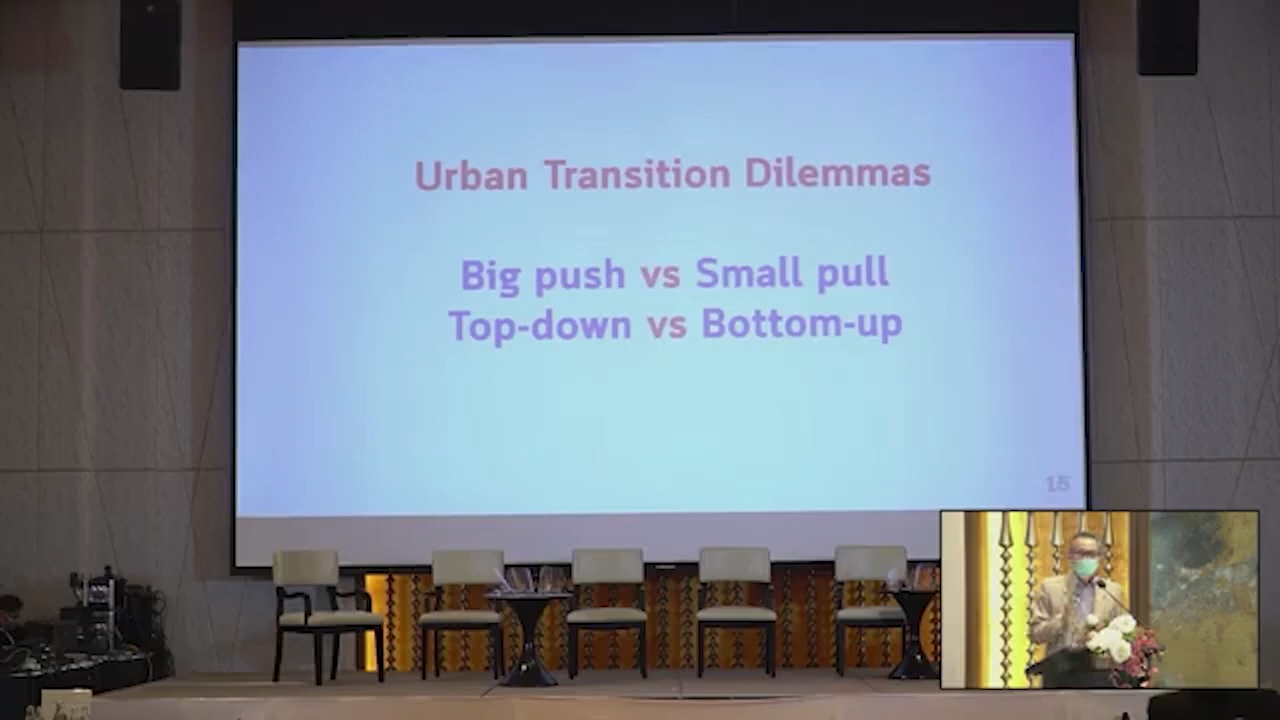 Urban Transition Dilemmas
Big push vs Small pull
Top-down vs Bottom-up
15